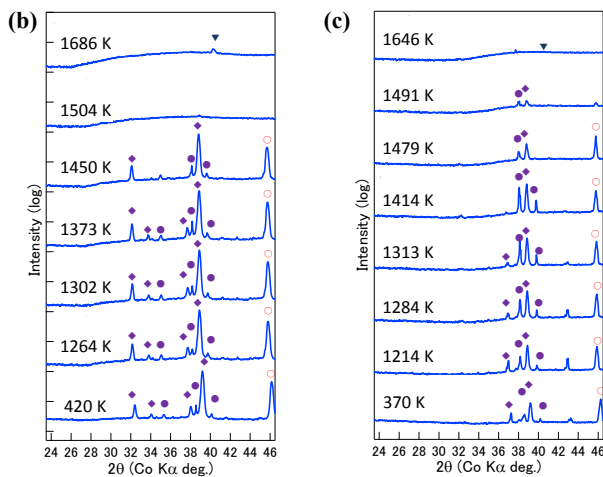 (b)
1686 K
1504 K
1450 K
1373 K
1302 K
1264 K
420 K
Intensity (log)
24 26 28 30 32 34 36 38 40 42 44 46
2θ (Co Kα deg.)
(c)
1646 K
1491 K
1479 K
1414 K
1313 K
1284 K
1214 K
370 K
Intensity (log)
24 26 28 30 32 34 36 38 40 42 44 46
2θ (Co Kα deg.)